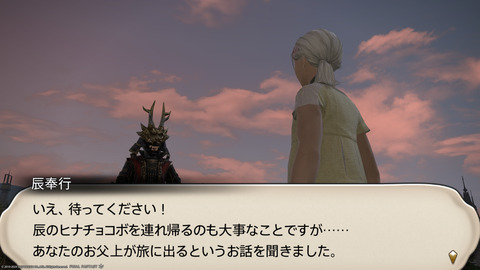 辰奉行
いえ、待ってください！
辰のヒナチョコボを連れ帰るのも大事なことですが……
あなたのお父上が旅に出るというお話を聞きました。
FINAL FANTASY XIV